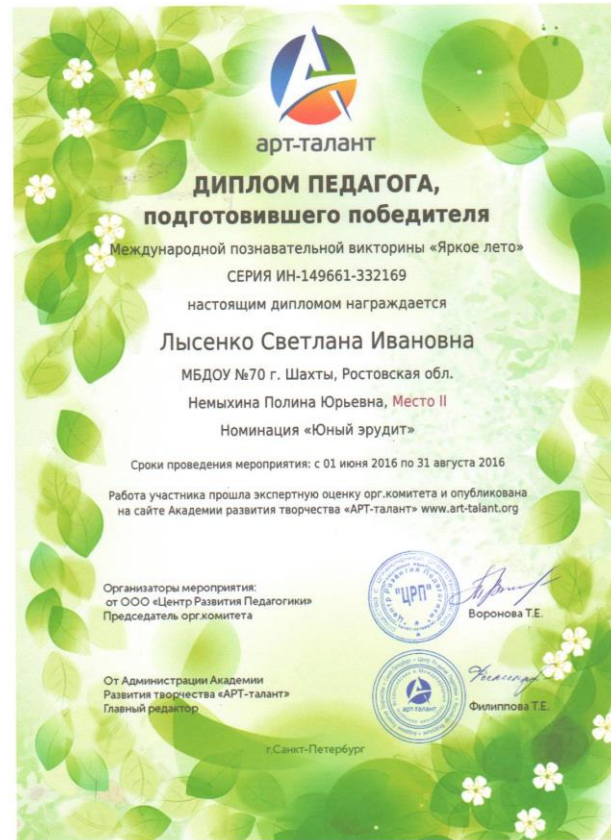 арт-талант
ДИПЛОМ ПЕДАГОГА,
подготовившего победителя
Международной познавательной викторины «Яркое лето»
СЕРИЯ ИН-149661-332169
настоящим дипломом награждается
Лысенко Светлана Ивановна
МБДОУ №70 г. Шахты, Ростовская обл.
Немыхина Полина Юрьевна, Место II
Номинация «Юный эрудит»
Сроки проведения мероприятия: с 01 июня 2016 по 31 августа 2016
Работа участника прошла экспертную оценку орг.комитета и опубликована
на сайте Академии развития творчества «АРТ-талант» www.art-talant.org
Организаторы мероприятия:
от ООО «Центр Развития Педагогики»
Председатель орг.комитета
"ЦРП"
Центр Развития Педагогики
Воронова Т.Е.
От Администрации Академии
Развития творчества «АРТ-талант»
Главный редактор
арт-талант
Филиппова Т.Е.
г.Санкт-Петербург